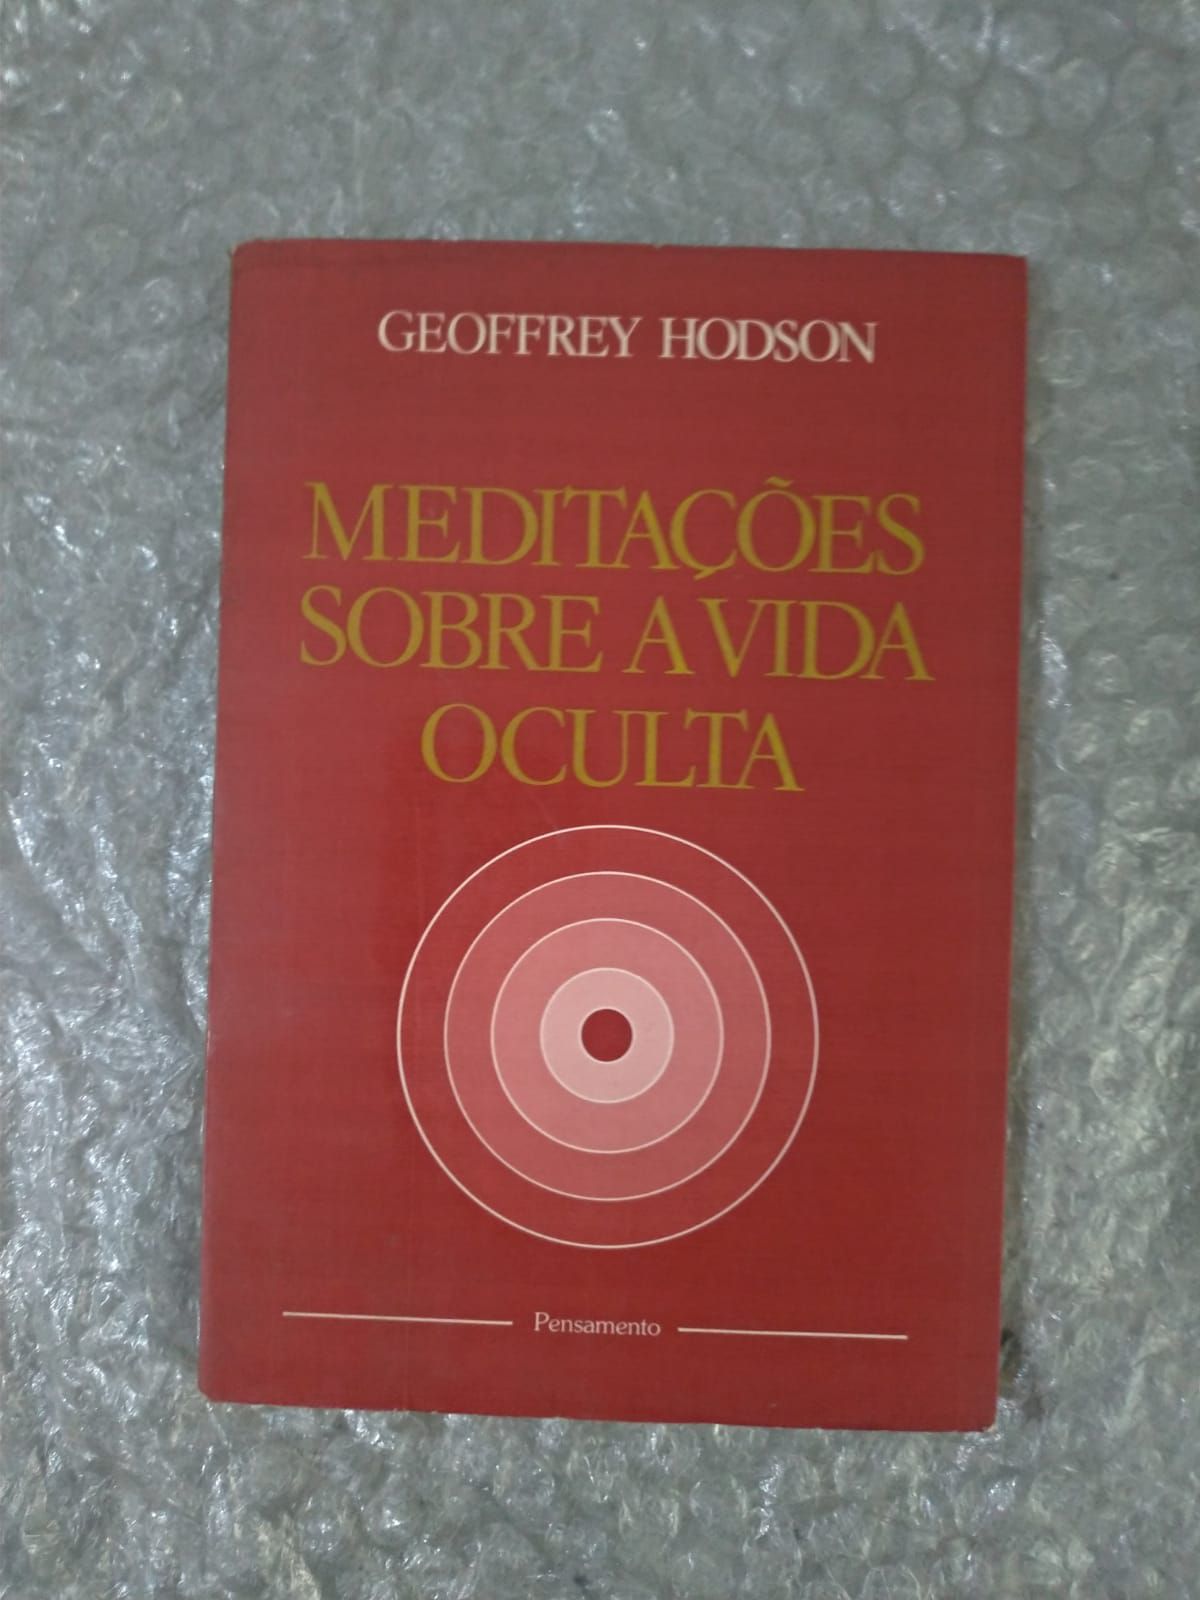 GEOFFREY HODSON
MEDITAÇÕES
SOBRE A VIDA
OCULTA
Pensamento